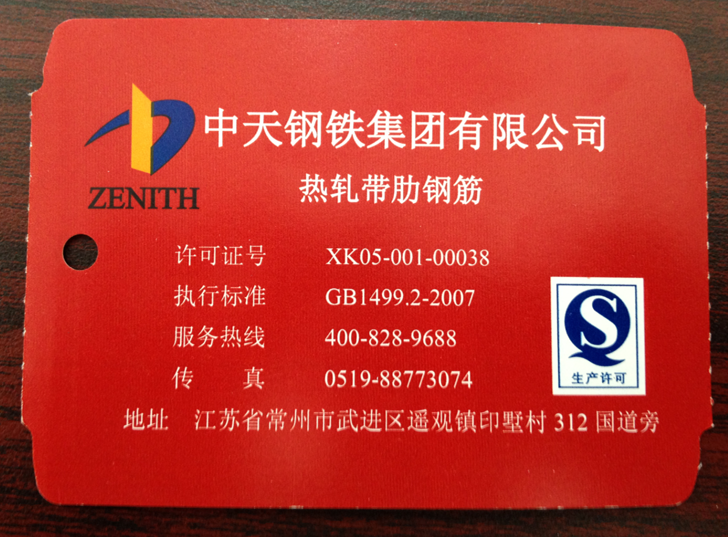 中天钢铁集团有限公司
ZENITH
热轧带肋钢筋
许可证号 XK05-001-00038
执行标准 GB1499.2-2007
服务热线 400-828-9688
传 真 0519-88773074
QS
生产许可
地址 江苏省常州市武进区遥观镇印墅村 312 国道旁